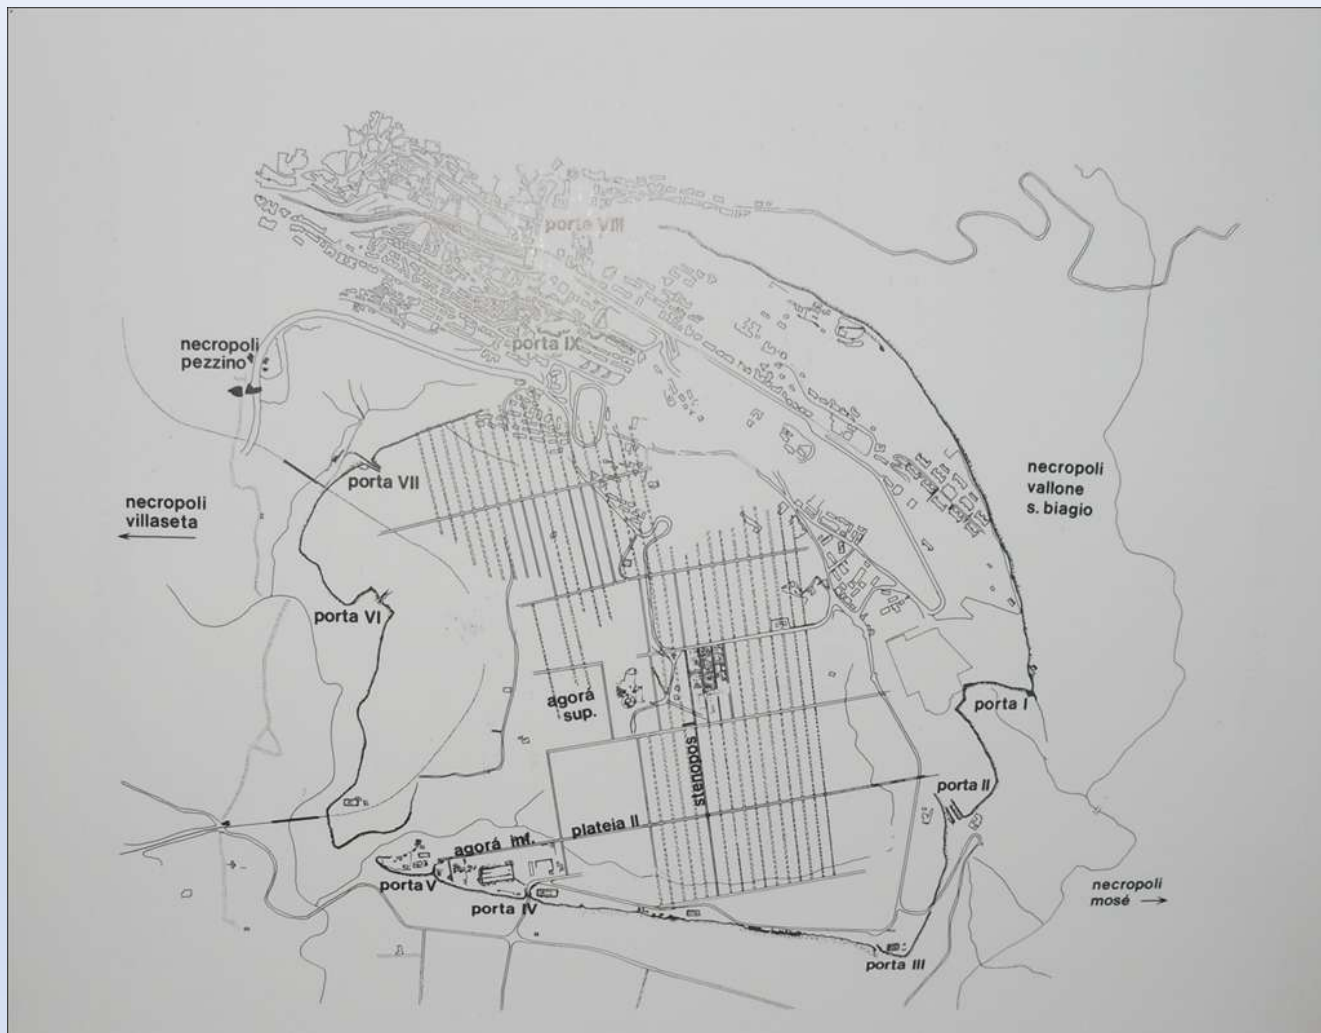 porta VIII
porta IX
necropoli
pezzino
porta VII
necropoli
vallone
s. biagio
necropoli
villaseta
porta VI
agorá
sup.
porta I
stenopos I
porta II
plateia II
agorá inf.
porta V
porta IV
necropoli
mosé
porta III